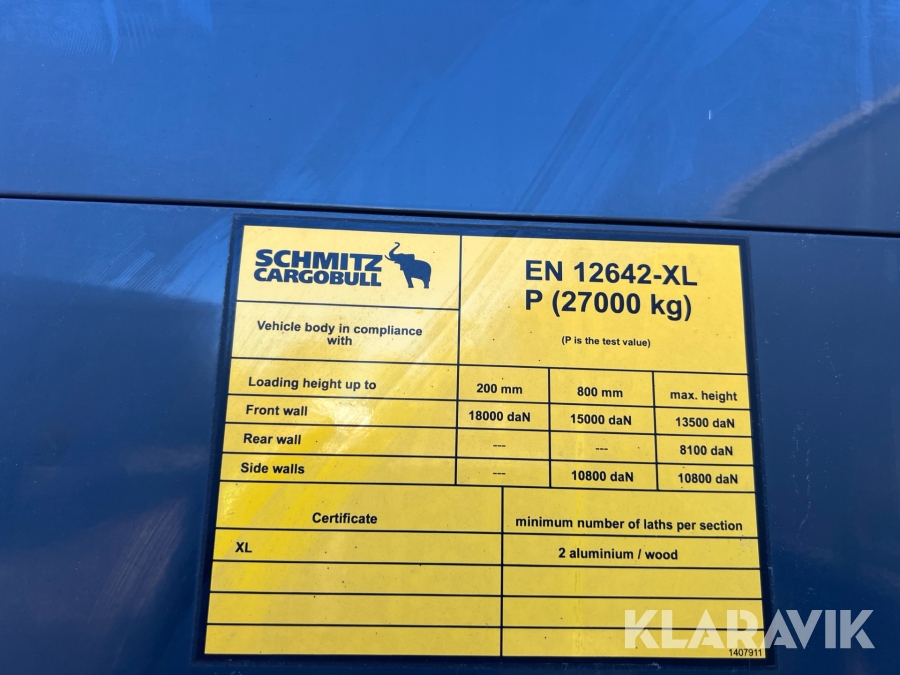 SCHMITZ
CARGOBULL
EN 12642-XL
P (27000 kg)
Vehicle body in compliance
with
(P is the test value)
Loading height up to 200 mm 800 mm max. height
Front wall 18000 daN 15000 daN 13500 daN
Rear wall --- --- 8100 daN
Side walls --- 10800 daN 10800 daN
Certificate minimum number of laths per section
XL 2 aluminium / wood
KLARAVIK
1407911